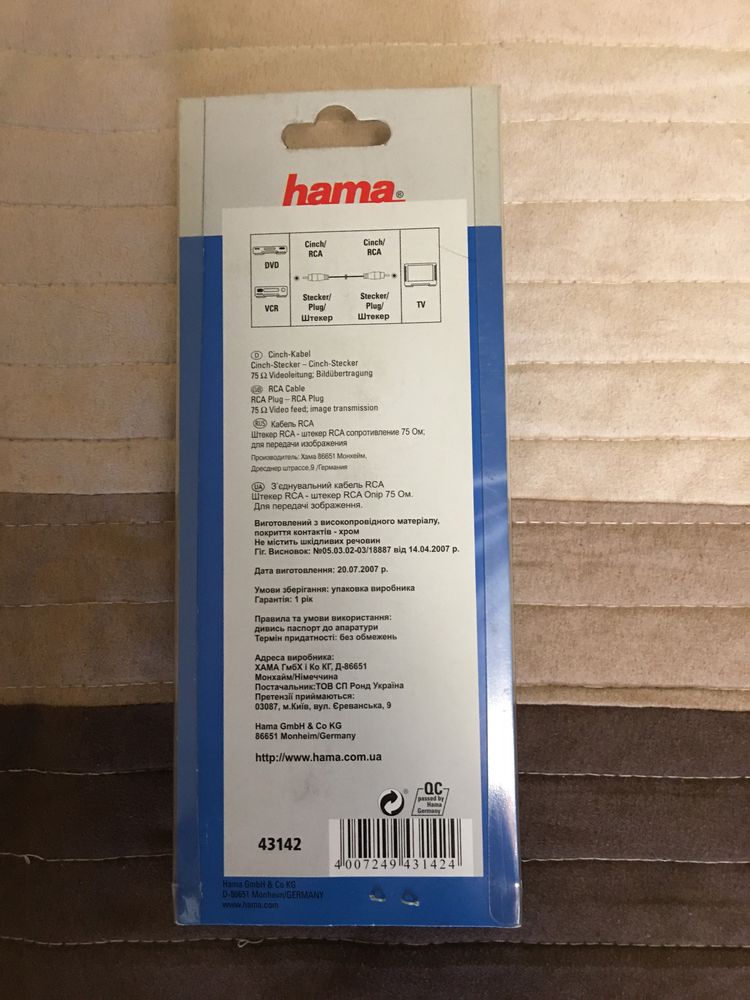 hama®
DVD
VCR
Cinch/
RCA
Cinch/
RCA
Stecker/
Plug/
Штекер
Stecker/
Plug/
Штекер
TV
D Cinch-Kabel
Cinch-Stecker – Cinch-Stecker
75 Ω Videoleitung; Bildübertragung
GB RCA Cable
RCA Plug – RCA Plug
75 Ω Video feed; image transmission
RUS Кабель RCA
Штекер RCA - штекер RCA сопротивление 75 Ом;
для передачи изображения
Производитель: Хама 86651 Монхейм,
Дресднер штрассе,9 /Германия
UA З'єднувальний кабель RCA
Штекер RCA - штекер RCA Опір 75 Ом.
Для передачі зображення.
Виготовлений з високопровідного матеріалу,
покриття контактів - хром
Не містить шкідливих речовин
Гіг. Висновок: №05.03.02-03/18887 від 14.04.2007 р.
Дата виготовлення: 20.07.2007 р.
Умови зберігання: упаковка виробника
Гарантія: 1 рік
Правила та умови використання:
дивись паспорт до апаратури
Термін придатності: без обмежень
Адреса виробника:
ХАМА ГмбХ і Ко КГ, Д-86651
Монхайм/Німеччина
Постачальник:ТОВ СП Ронд Україна
Претензії приймаються:
03087, м.Київ, вул. Єреванська, 9
Hama GmbH & Co KG
86651 Monheim/Germany
http://www.hama.com.ua
®
QC
passed by
Hama
Germany
43142
4007249431424
Hama GmbH & Co KG
D-86651 Monheim/GERMANY
www.hama.com